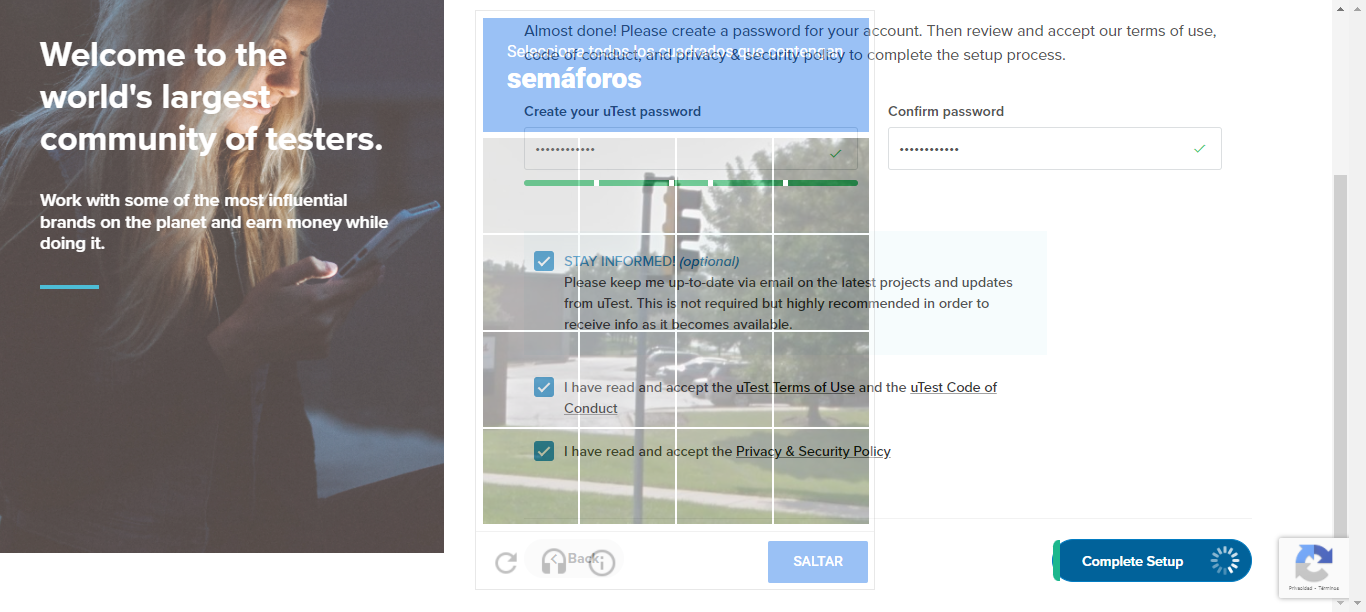 Welcome to the
world's largest
community of testers.
Work with some of the most influential
brands on the planet and earn money while
doing it.
Almost done! Please create a password for your account. Then review and accept our terms of use,
code of conduct, and privacy & security policy to complete the setup process.
Selecciona todos los cuadrados que contengan
semáforos
Create your uTest password
Confirm password
STAY INFORMED! (optional)
Please keep me up-to-date via email on the latest projects and updates
from uTest. This is not required but highly recommended in order to
receive info as it becomes available.
I have read and accept the uTest Terms of Use and the uTest Code of
Conduct
I have read and accept the Privacy & Security Policy
Back
SALTAR
Complete Setup
Privacidad - Términos